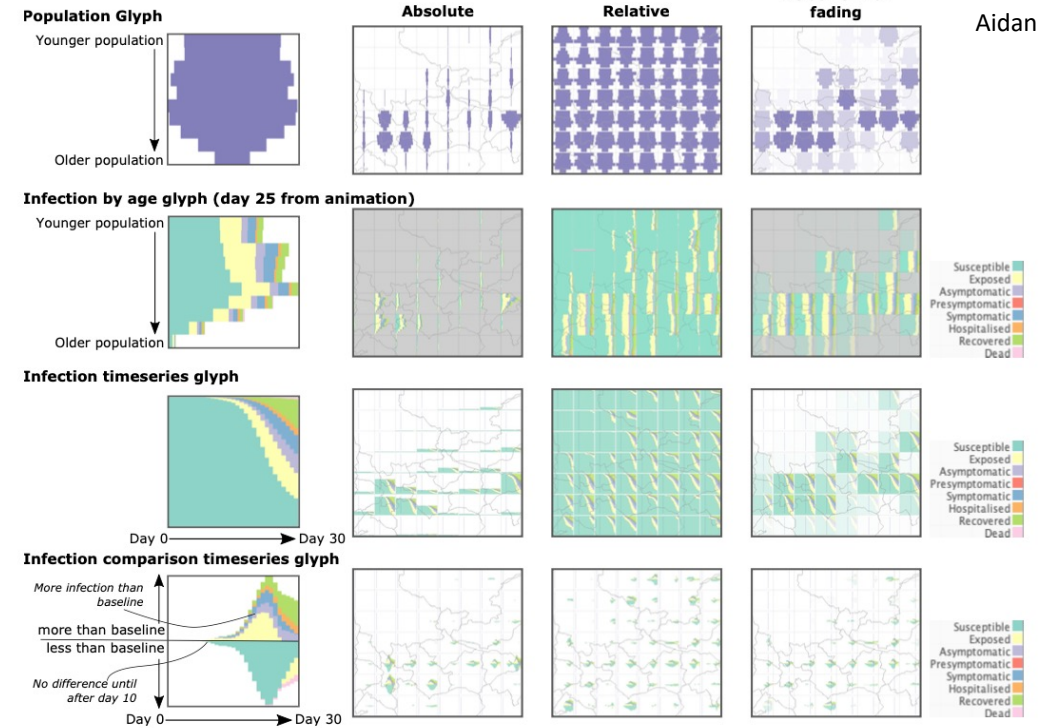 Population Glyph
Absolute
Relative
fading
Aidan
Younger population
Older population
Infection by age glyph (day 25 from animation)
Younger population
Older population
Susceptible
Exposed
Asymptomatic
Presymptomatic
Symptomatic
Hospitalised
Recovered
Dead
Infection timeseries glyph
Day 0
Day 30
Susceptible
Exposed
Asymptomatic
Presymptomatic
Symptomatic
Hospitalised
Recovered
Dead
Infection comparison timeseries glyph
More infection than
baseline
more than baseline
less than baseline
No difference until
after day 10
Day 0
Day 30
Susceptible
Exposed
Asymptomatic
Presymptomatic
Symptomatic
Hospitalised
Recovered
Dead